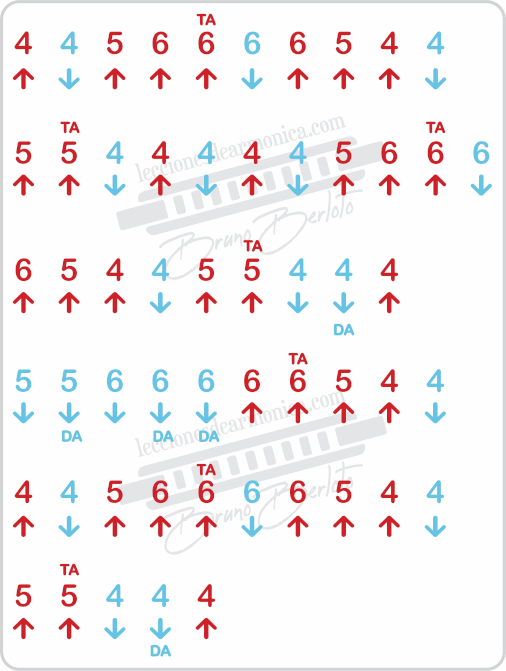 TA
4 4 5 6 6 6 6 5 4 4
↑ ↓ ↑ ↑ ↑ ↓ ↑ ↑ ↑ ↓
TA TA
5 5 4 4 4 4 4 5 6 6 6
↑ ↑ ↓ ↑ ↓ ↑ ↓ ↑ ↑ ↑ ↓
leccionesdearmonica.com
Bruno Berloto
TA
6 5 4 4 5 5 4 4 4
↑ ↑ ↑ ↓ ↑ ↑ ↓ ↓ ↑
DA
TA
5 5 6 6 6 6 6 5 4 4
↓ ↓ ↓ ↓ ↓ ↑ ↑ ↑ ↑ ↓
DA DA DA
leccionesdearmonica.com
TA
4 4 5 6 6 6 6 5 4 4
↑ ↓ ↑ ↑ ↑ ↓ ↑ ↑ ↑ ↓
Bruno Berloto
TA
5 5 4 4 4
↑ ↑ ↓ ↓ ↑
DA